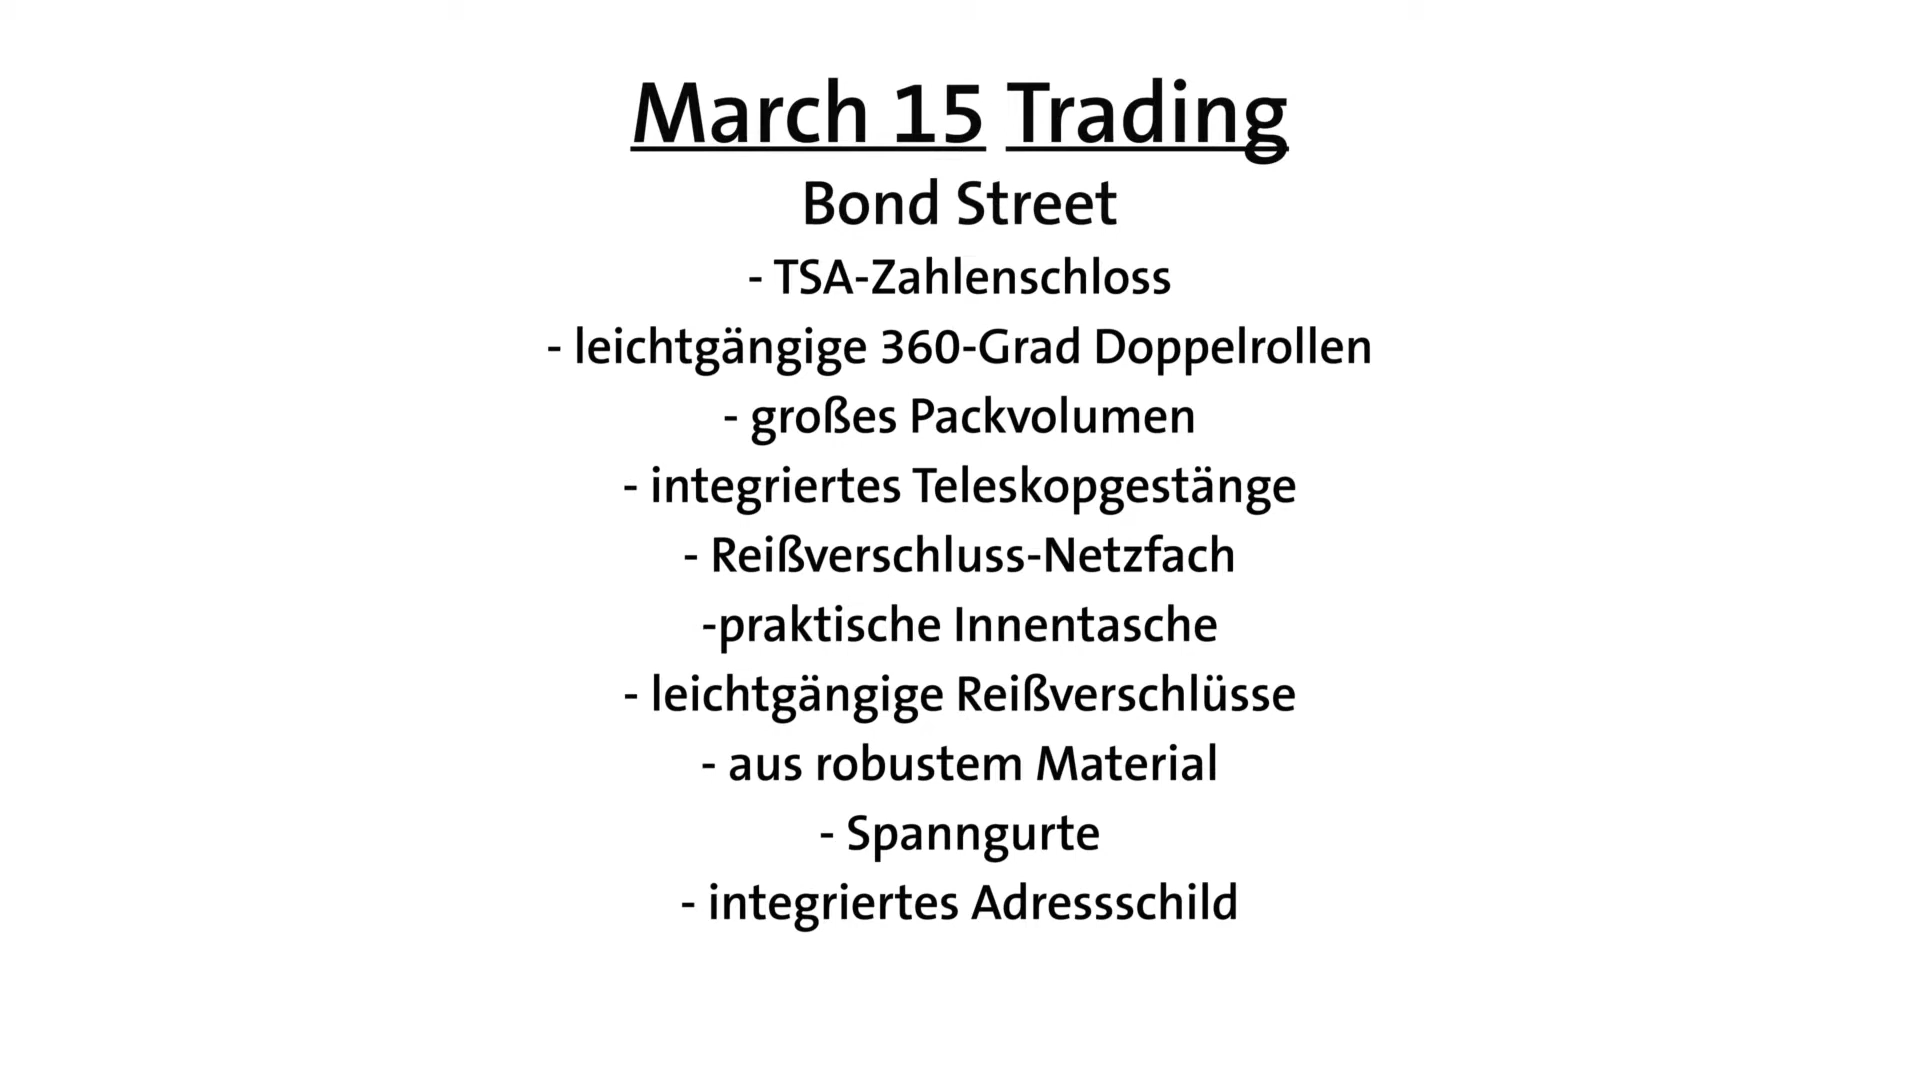 March 15 Trading
Bond Street
- TSA-Zahlenschloss
- leichtgängige 360-Grad Doppelrollen
- großes Packvolumen
- integriertes Teleskopgestänge
- Reißverschluss-Netzfach
-praktische Innentasche
- leichtgängige Reißverschlüsse
- aus robustem Material
- Spanngurte
- integriertes Adressschild